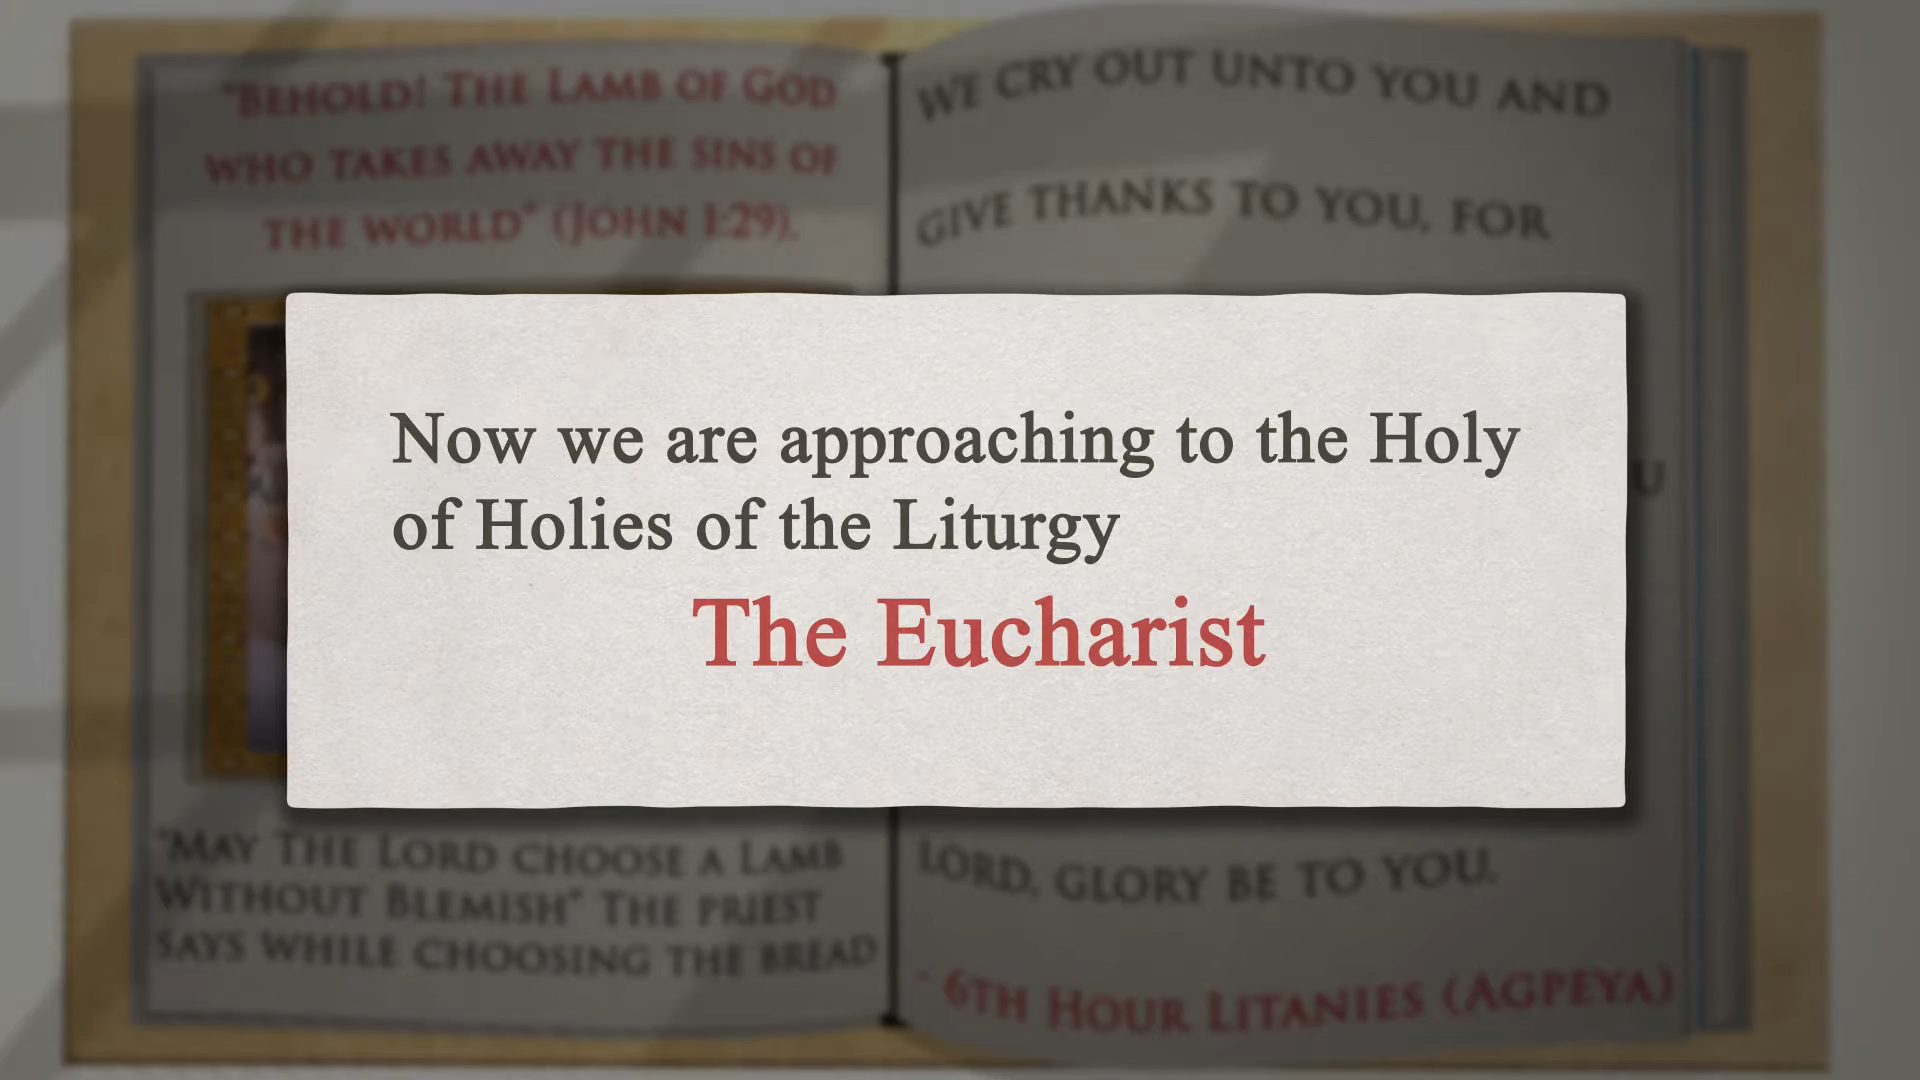 "BEHOLD! THE LAMB OF GOD
WHO TAKES AWAY THE SINS OF
THE WORLD" (JOHN 1:29).
"MAY THE LORD CHOOSE A LAMB
WITHOUT BLEMISH" THE PRIEST
SAYS WHILE CHOOSING THE BREAD
WE CRY OUT UNTO YOU AND
GIVE THANKS TO YOU, FOR
U
LORD, GLORY BE TO YOU.
- 6TH HOUR LITANIES (AGPEYA)
Now we are approaching to the Holy
of Holies of the Liturgy
The Eucharist